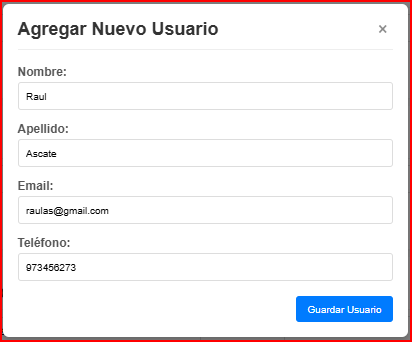 Agregar Nuevo Usuario ×
Nombre:
Raul
Apellido:
Ascate
Email:
raulas@gmail.com
Teléfono:
973456273
Guardar Usuario